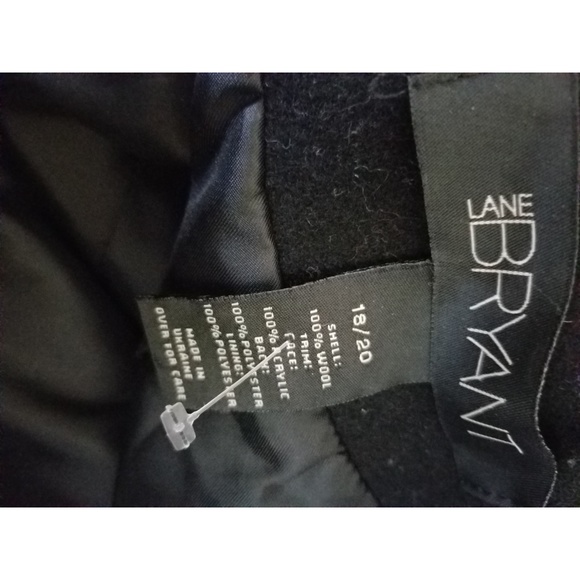 LANE
BRYANT
18/20
SHELL:
100% WOOL
TRIM:
FACE:
100% ACRYLIC
BACK:
100% POLYESTER
LINING:
100% POLYESTER
MADE IN
UKRAINE
OVER FOR CARE